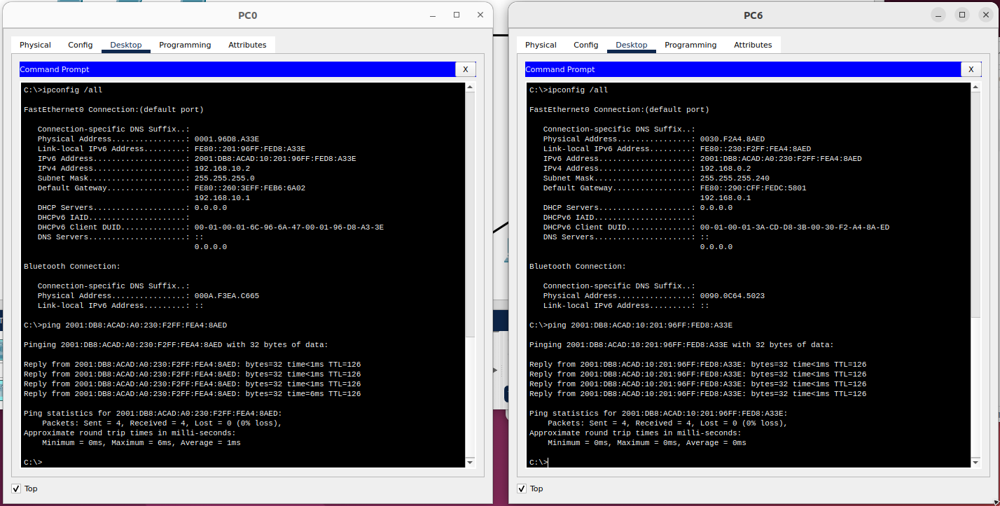 PC0
Physical Config Desktop Programming Attributes
Command Prompt X
C:\>ipconfig /all
FastEthernet0 Connection:(default port)
Connection-specific DNS Suffix..:
Physical Address................: 0001.96D8.A33E
Link-local IPv6 Address.........: FE80::201:96FF:FED8:A33E
IPv6 Address....................: 2001:DB8:ACAD:10:201:96FF:FED8:A33E
IPv4 Address....................: 192.168.10.2
Subnet Mask.....................: 255.255.255.0
Default Gateway.................: FE80::260:3EFF:FEB6:6A02
192.168.10.1
DHCP Servers....................: 0.0.0.0
DHCPv6 IAID.....................:
DHCPv6 Client DUID..............: 00-01-00-01-6C-96-6A-47-00-01-96-D8-A3-3E
DNS Servers.....................: ::
0.0.0.0
Bluetooth Connection:
Connection-specific DNS Suffix..:
Physical Address................: 000A.F3EA.C665
Link-local IPv6 Address.........: ::
C:\>ping 2001:DB8:ACAD:A0:230:F2FF:FEA4:8AED
Pinging 2001:DB8:ACAD:A0:230:F2FF:FEA4:8AED with 32 bytes of data:
Reply from 2001:DB8:ACAD:A0:230:F2FF:FEA4:8AED: bytes=32 time<1ms TTL=126
Reply from 2001:DB8:ACAD:A0:230:F2FF:FEA4:8AED: bytes=32 time<1ms TTL=126
Reply from 2001:DB8:ACAD:A0:230:F2FF:FEA4:8AED: bytes=32 time<1ms TTL=126
Reply from 2001:DB8:ACAD:A0:230:F2FF:FEA4:8AED: bytes=32 time=6ms TTL=126
Ping statistics for 2001:DB8:ACAD:A0:230:F2FF:FEA4:8AED:
Packets: Sent = 4, Received = 4, Lost = 0 (0% loss),
Approximate round trip times in milli-seconds:
Minimum = 0ms, Maximum = 6ms, Average = 1ms
C:\>
Top
PC6
Physical Config Desktop Programming Attributes
Command Prompt X
C:\>ipconfig /all
FastEthernet0 Connection:(default port)
Connection-specific DNS Suffix..:
Physical Address................: 0030.F2A4.8AED
Link-local IPv6 Address.........: FE80::230:F2FF:FEA4:8AED
IPv6 Address....................: 2001:DB8:ACAD:A0:230:F2FF:FEA4:8AED
IPv4 Address....................: 192.168.0.2
Subnet Mask.....................: 255.255.255.240
Default Gateway.................: FE80::290:CFF:FEDC:5801
192.168.0.1
DHCP Servers....................: 0.0.0.0
DHCPv6 IAID.....................:
DHCPv6 Client DUID..............: 00-01-00-01-3A-CD-D8-3B-00-30-F2-A4-8A-ED
DNS Servers.....................: ::
0.0.0.0
Bluetooth Connection:
Connection-specific DNS Suffix..:
Physical Address................: 0090.0C64.5023
Link-local IPv6 Address.........: ::
C:\>ping 2001:DB8:ACAD:10:201:96FF:FED8:A33E
Pinging 2001:DB8:ACAD:10:201:96FF:FED8:A33E with 32 bytes of data:
Reply from 2001:DB8:ACAD:10:201:96FF:FED8:A33E: bytes=32 time<1ms TTL=126
Reply from 2001:DB8:ACAD:10:201:96FF:FED8:A33E: bytes=32 time<1ms TTL=126
Reply from 2001:DB8:ACAD:10:201:96FF:FED8:A33E: bytes=32 time<1ms TTL=126
Reply from 2001:DB8:ACAD:10:201:96FF:FED8:A33E: bytes=32 time<1ms TTL=126
Ping statistics for 2001:DB8:ACAD:10:201:96FF:FED8:A33E:
Packets: Sent = 4, Received = 4, Lost = 0 (0% loss),
Approximate round trip times in milli-seconds:
Minimum = 0ms, Maximum = 0ms, Average = 0ms
C:\>
Top